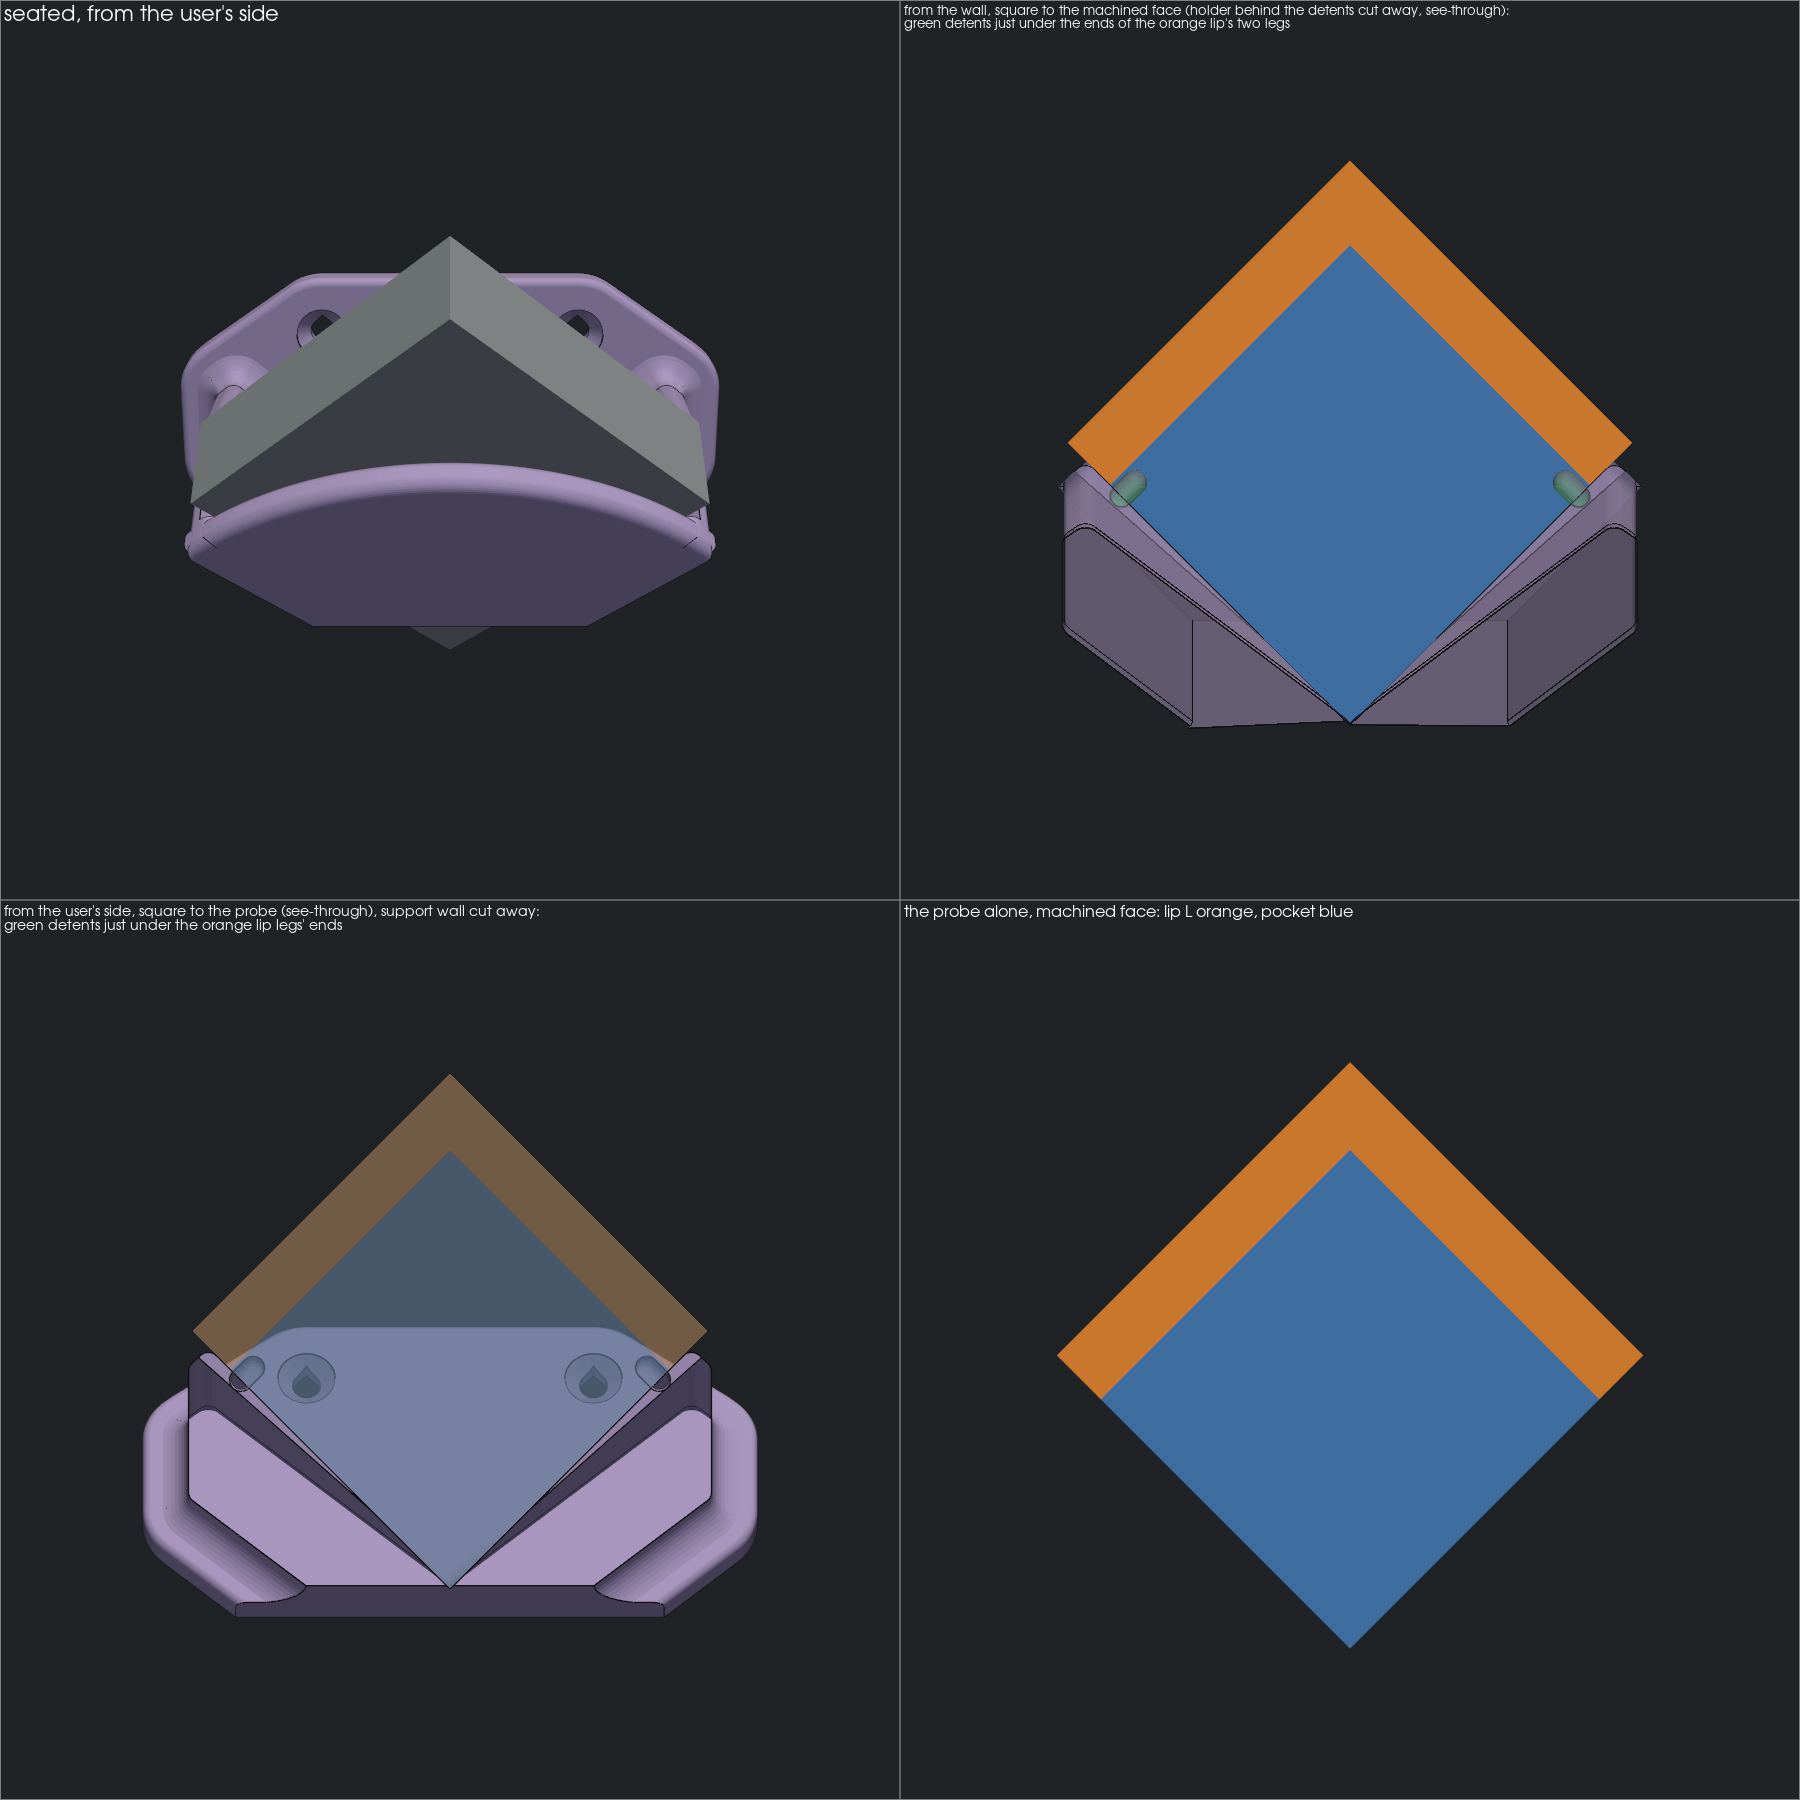 seated, from the user's side
from the wall, square to the machined face (holder behind the detents cut away, see-through):
green detents just under the ends of the orange lip's two legs
from the user's side, square to the probe (see-through), support wall cut away:
green detents just under the orange lip legs' ends
the probe alone, machined face: lip L orange, pocket blue